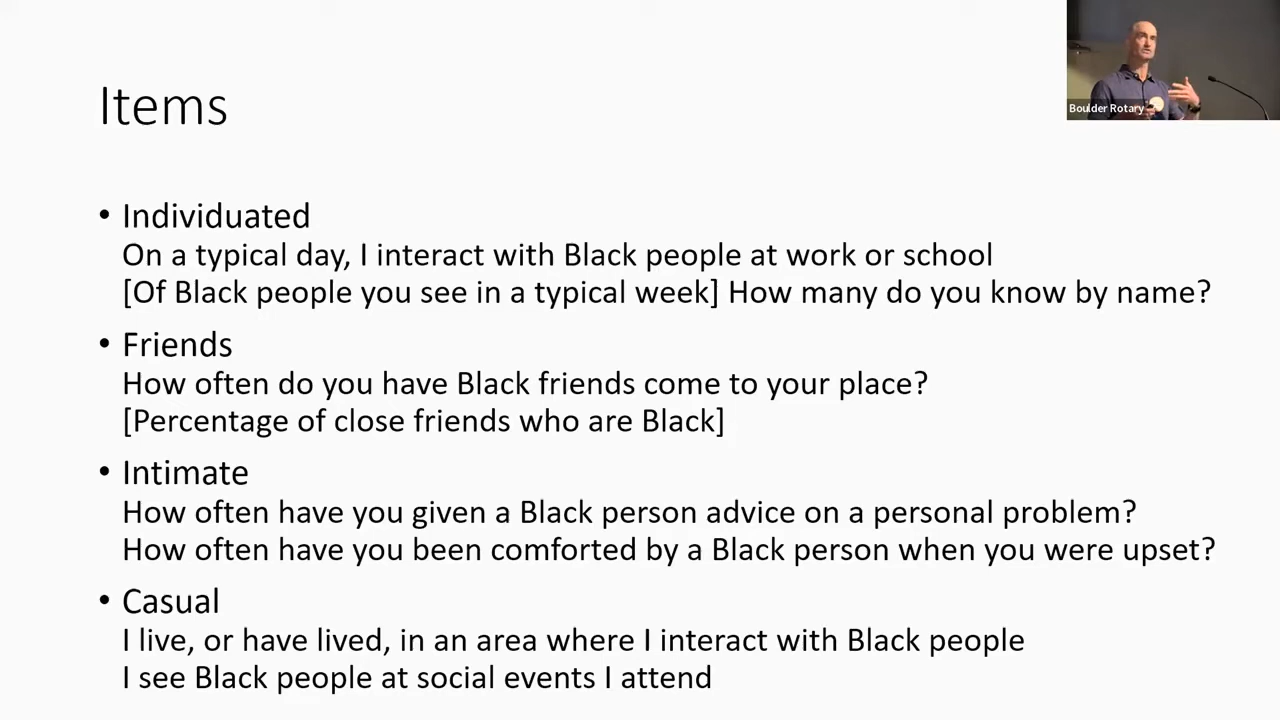 Boulder Rotary
Items
• Individuated
On a typical day, I interact with Black people at work or school
[Of Black people you see in a typical week] How many do you know by name?
• Friends
How often do you have Black friends come to your place?
[Percentage of close friends who are Black]
• Intimate
How often have you given a Black person advice on a personal problem?
How often have you been comforted by a Black person when you were upset?
• Casual
I live, or have lived, in an area where I interact with Black people
I see Black people at social events I attend